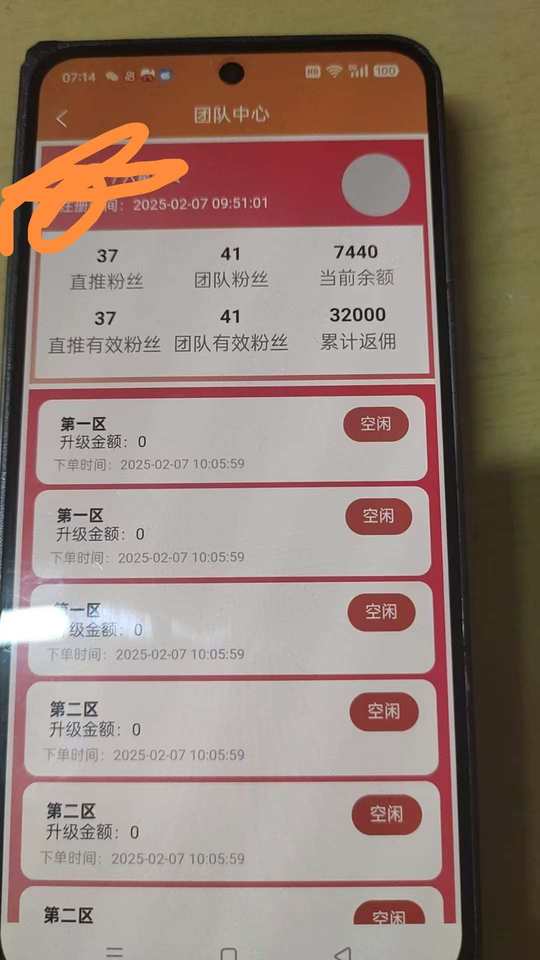 07:14 HD 5G 100
团队中心
注册时间：2025-02-07 09:51:01
37 41 7440
直推粉丝 团队粉丝 当前余额
37 41 32000
直推有效粉丝 团队有效粉丝 累计返佣
第一区 空闲
升级金额：0
下单时间：2025-02-07 10:05:59
第一区 空闲
升级金额：0
下单时间：2025-02-07 10:05:59
第一区 空闲
升级金额：0
下单时间：2025-02-07 10:05:59
第二区 空闲
升级金额：0
下单时间：2025-02-07 10:05:59
第二区 空闲
升级金额：0
下单时间：2025-02-07 10:05:59
第二区 空闲